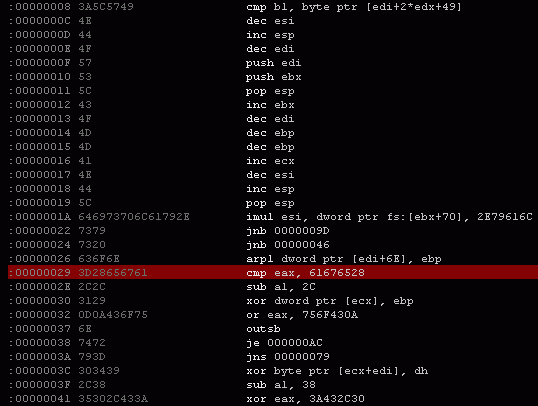 :00000008 3A5C5749 cmp bl, byte ptr [edi+2*edx+49]
:0000000C 4E dec esi
:0000000D 44 inc esp
:0000000E 4F dec edi
:0000000F 57 push edi
:00000010 53 push ebx
:00000011 5C pop esp
:00000012 43 inc ebx
:00000013 4F dec edi
:00000014 4D dec ebp
:00000015 4D dec ebp
:00000016 41 inc ecx
:00000017 4E dec esi
:00000018 44 inc esp
:00000019 5C pop esp
:0000001A 646973706C61792E imul esi, dword ptr fs:[ebx+70], 2E79616C
:00000022 7379 jnb 0000009D
:00000024 7320 jnb 00000046
:00000026 636F6E arpl dword ptr [edi+6E], ebp
:00000029 3D28656761 cmp eax, 61676528
:0000002E 2C2C sub al, 2C
:00000030 3129 xor dword ptr [ecx], ebp
:00000032 0D0A436F75 or eax, 756F430A
:00000037 6E outsb
:00000038 7472 je 000000AC
:0000003A 793D jns 00000079
:0000003C 303439 xor byte ptr [ecx+edi], dh
:0000003F 2C38 sub al, 38
:00000041 35302C433A xor eax, 3A432C30